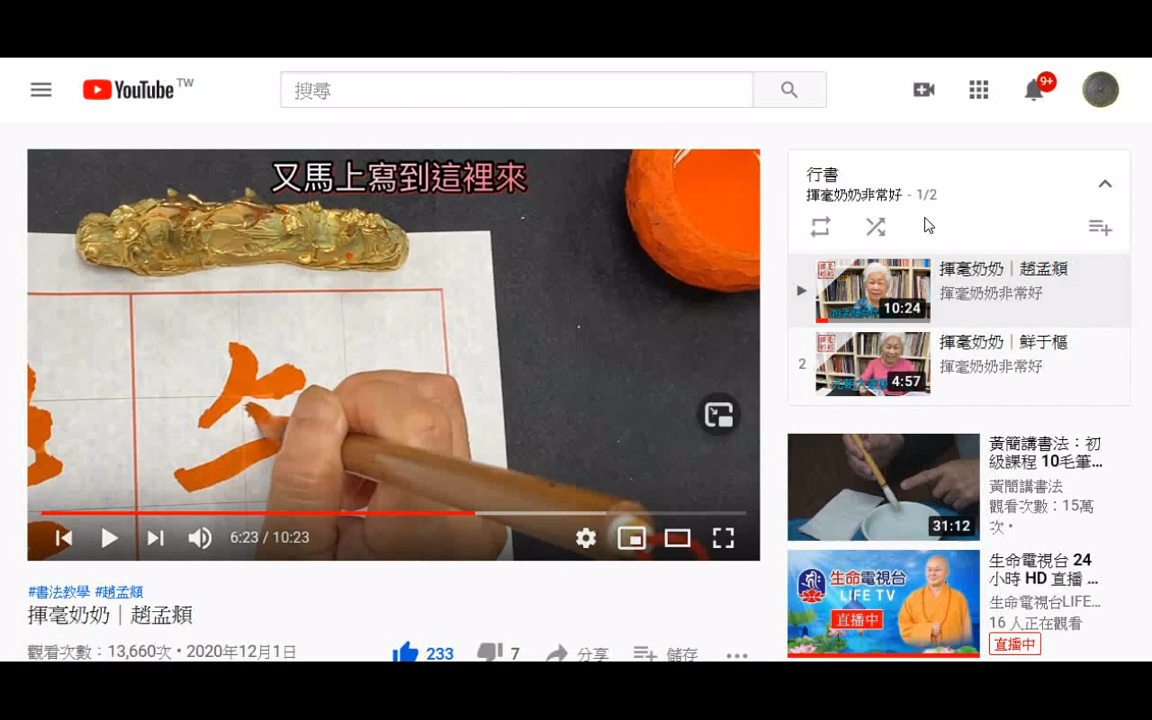 YouTube TW
搜尋
9+
又馬上寫到這裡來
6:23 / 10:23
#書法教學 #趙孟頫
揮毫奶奶｜趙孟頫
觀看次數：13,660次 • 2020年12月1日
233
7
分享
儲存
行書
揮毫奶奶非常好 - 1/2
揮毫奶奶｜趙孟頫
揮毫奶奶非常好
10:24
2
揮毫奶奶｜鮮于樞
揮毫奶奶非常好
4:57
黃簡講書法：初
級課程 10毛筆...
黃簡講書法
觀看次數：15萬
次 •
31:12
生命電視台
LIFE TV
直播中
生命電視台 24
小時 HD 直播 ...
生命電視台LIFE...
16 人正在觀看
直播中